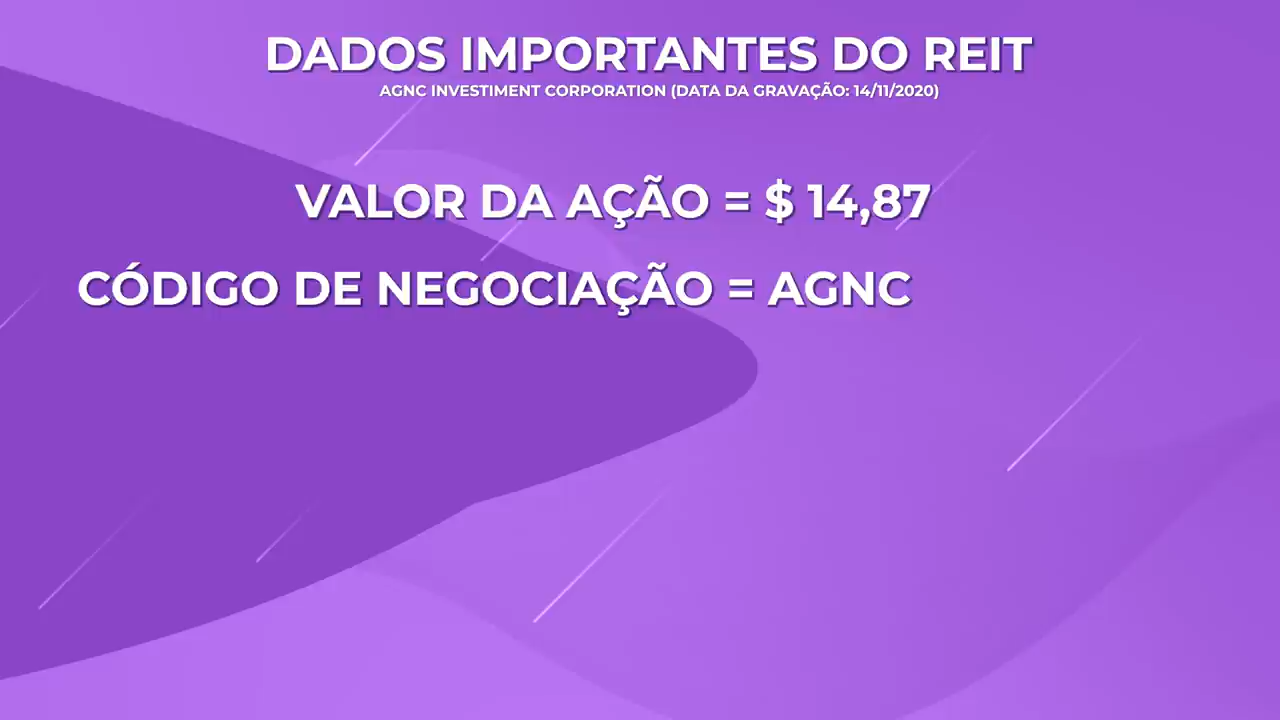 DADOS IMPORTANTES DO REIT
AGNC INVESTIMENT CORPORATION (DATA DA GRAVAÇÃO: 14/11/2020)
VALOR DA AÇÃO = $ 14,87
CÓDIGO DE NEGOCIAÇÃO = AGNC